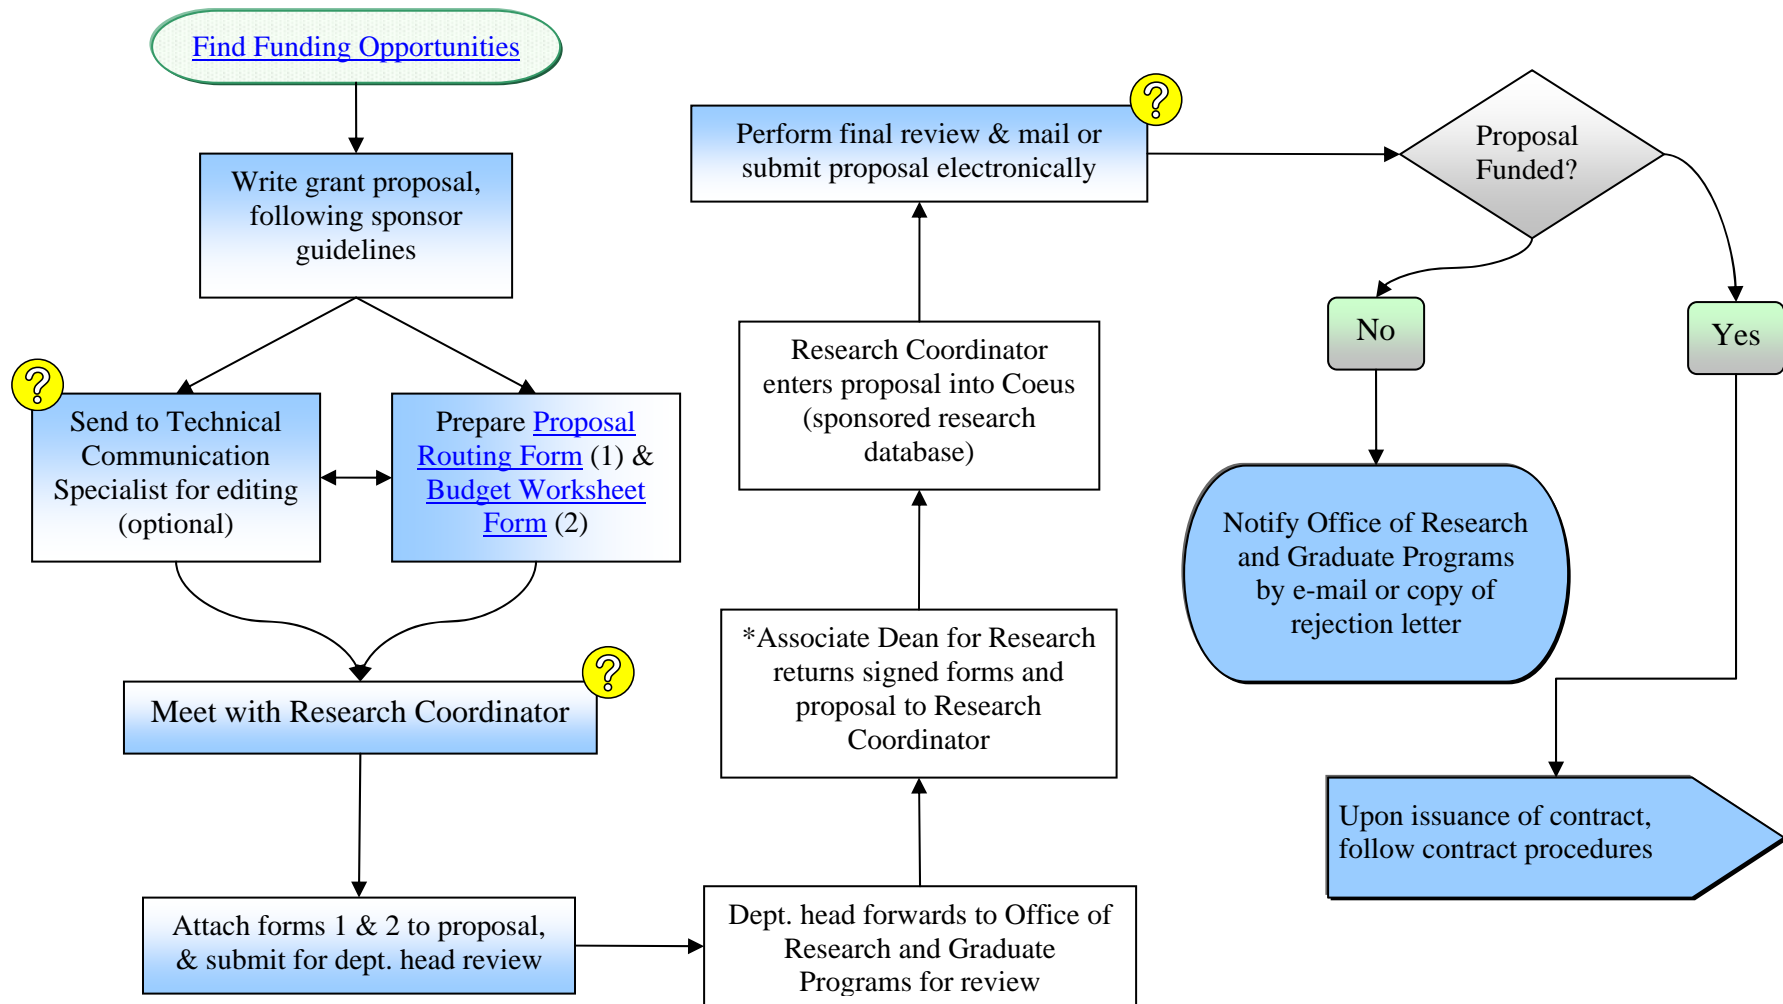 Find Funding Opportunities
Write grant proposal,
following sponsor
guidelines
?
Send to Technical
Communication
Specialist for editing
(optional)
Prepare Proposal
Routing Form (1) &
Budget Worksheet
Form (2)
?
Meet with Research Coordinator
Attach forms 1 & 2 to proposal,
& submit for dept. head review
Dept. head forwards to Office of
Research and Graduate
Programs for review
*Associate Dean for Research
returns signed forms and
proposal to Research
Coordinator
Research Coordinator
enters proposal into Coeus
(sponsored research
database)
?
Perform final review & mail or
submit proposal electronically
Proposal
Funded?
No
Yes
Notify Office of Research
and Graduate Programs
by e-mail or copy of
rejection letter
Upon issuance of contract,
follow contract procedures